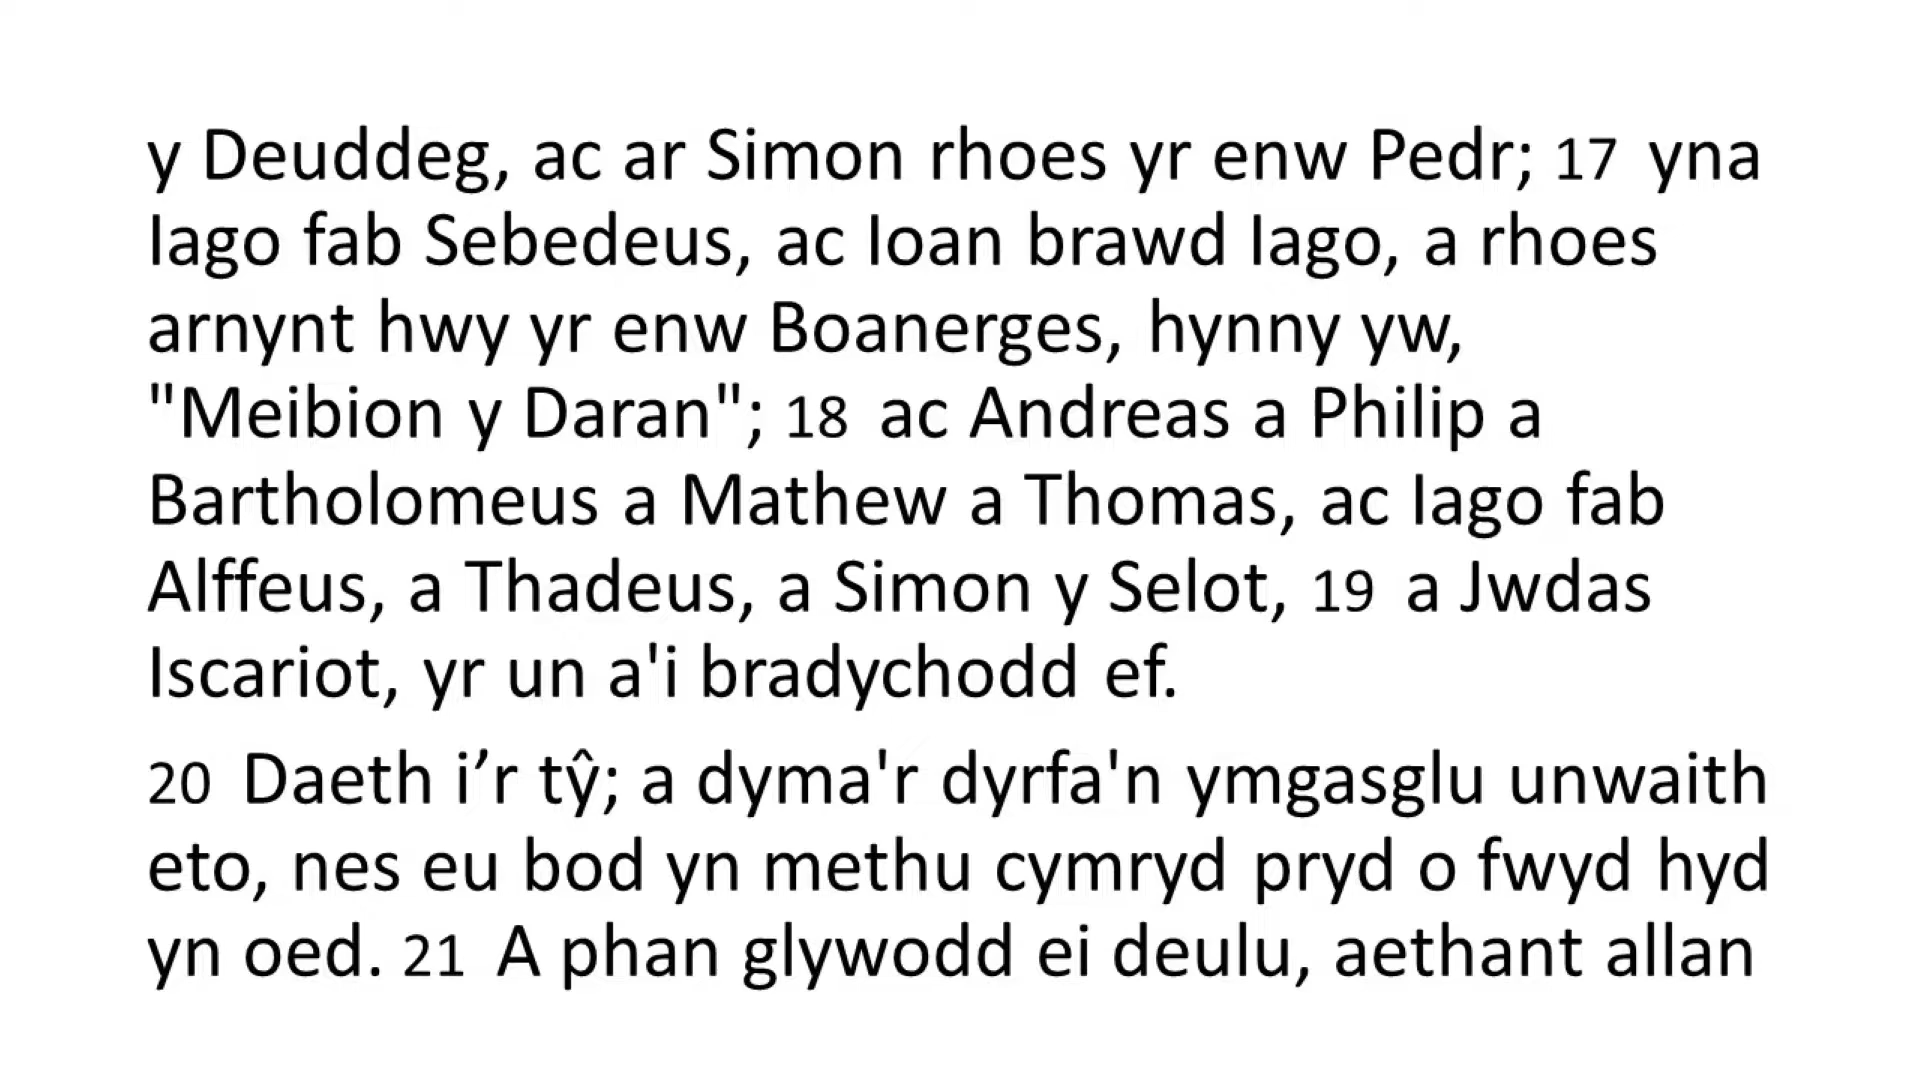 y Deuddeg, ac ar Simon rhoes yr enw Pedr; 17 yna
Iago fab Sebedeus, ac Ioan brawd Iago, a rhoes
arnynt hwy yr enw Boanerges, hynny yw,
"Meibion y Daran"; 18 ac Andreas a Philip a
Bartholomeus a Mathew a Thomas, ac Iago fab
Alffeus, a Thadeus, a Simon y Selot, 19 a Jwdas
Iscariot, yr un a'i bradychodd ef.
20 Daeth i’r tŷ; a dyma'r dyrfa'n ymgasglu unwaith
eto, nes eu bod yn methu cymryd pryd o fwyd hyd
yn oed. 21 A phan glywodd ei deulu, aethant allan